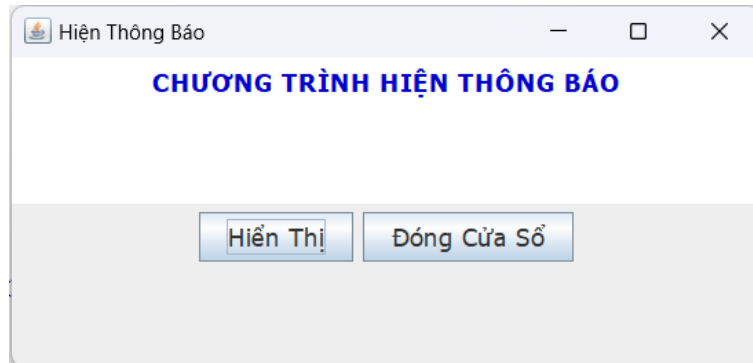 Hiện Thông Báo
CHƯƠNG TRÌNH HIỆN THÔNG BÁO
Hiển Thị Đóng Cửa Sổ